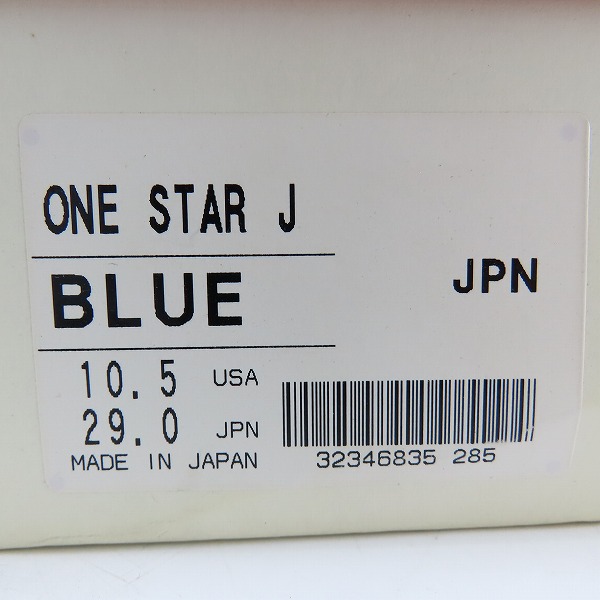 ONE STAR J
BLUE
JPN
10.5 USA
29.0 JPN
MADE IN JAPAN
32346835 285